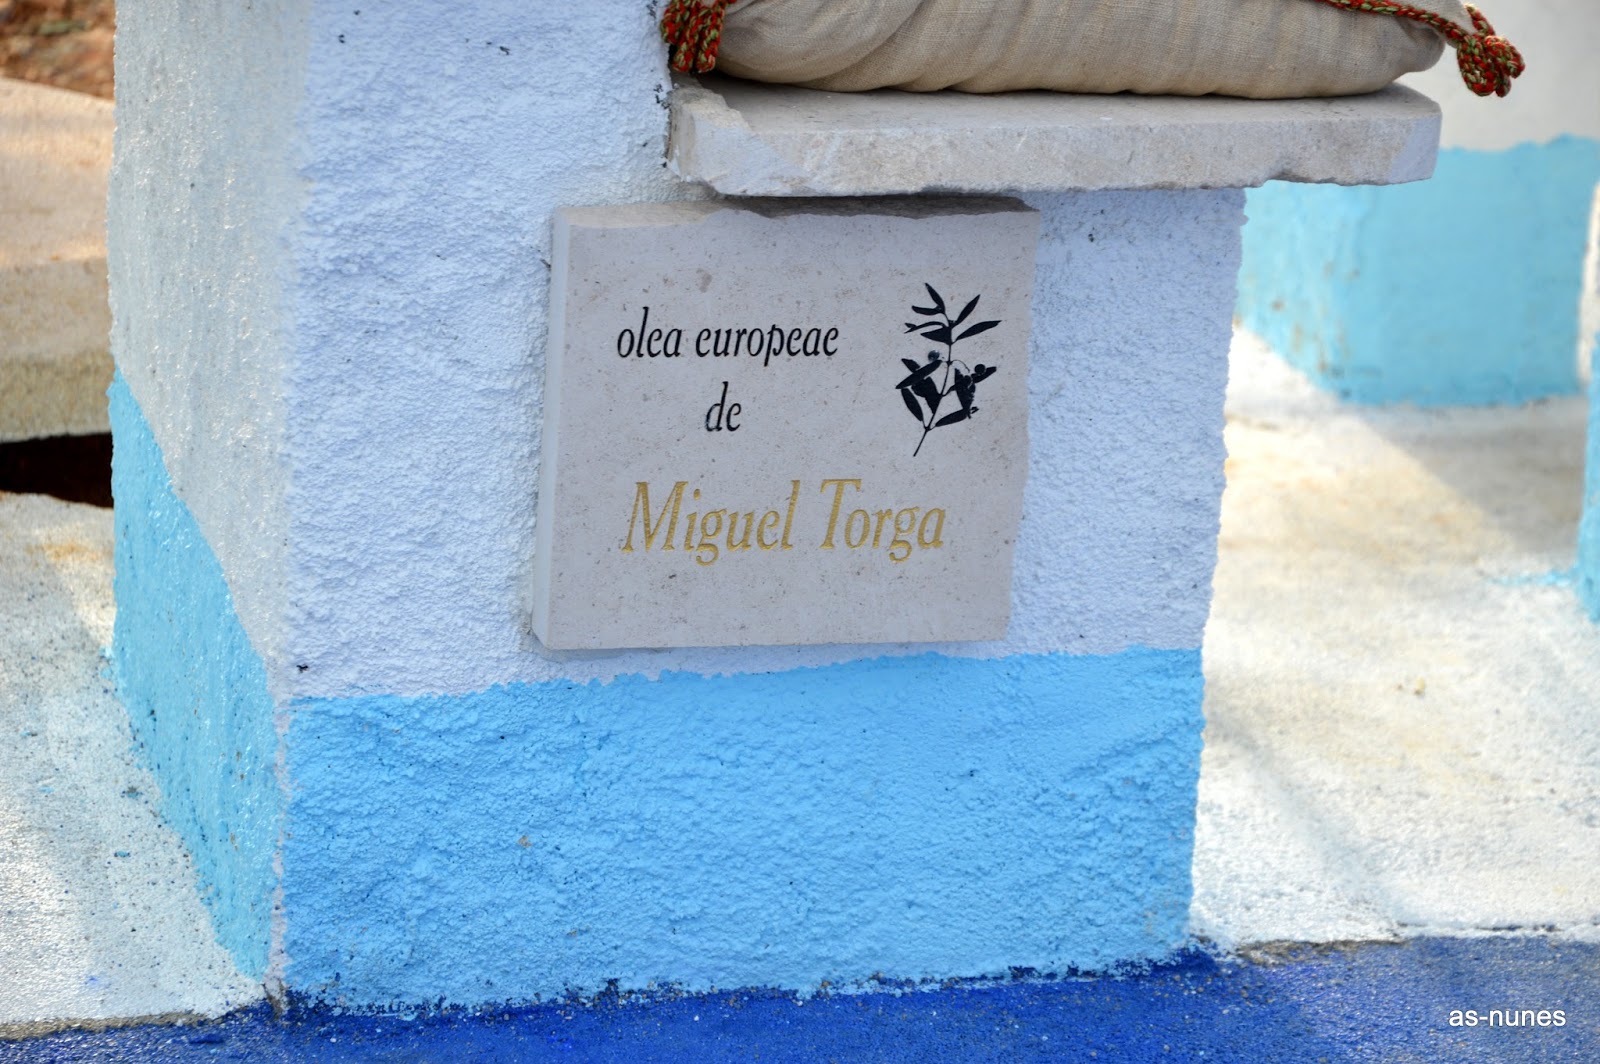 olea europeae
de
Miguel Torga
as-nunes